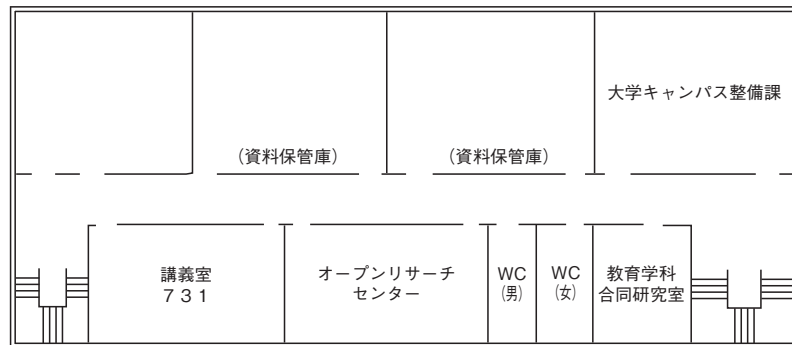 大学キャンパス整備課
(資料保管庫)
(資料保管庫)
講義室
７３１
オープンリサーチ
センター
WC
(男)
WC
(女)
教育学科
合同研究室